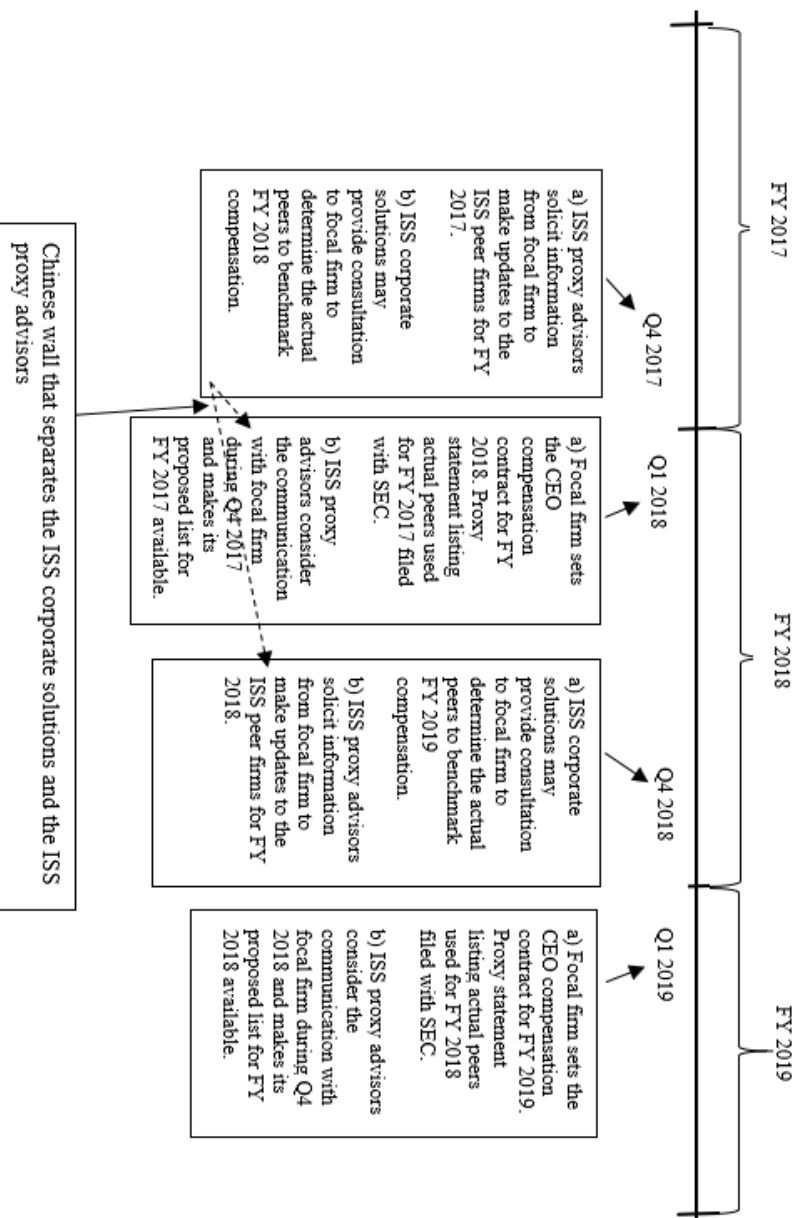 FY 2017
FY 2018
FY 2019
Q4 2017
Q1 2018
Q4 2018
Q1 2019
a) ISS proxy advisors
solicit information
from focal firm to
make updates to the
ISS peer firms for FY
2017.
b) ISS corporate
solutions may
provide consultation
to focal firm to
determine the actual
peers to benchmark
FY 2018
compensation.
a) Focal firm sets
the CEO
compensation
contract for FY
2018. Proxy
statement listing
actual peers used
for FY 2017 filed
with SEC.
b) ISS proxy
advisors consider
the communication
with focal firm
during Q4 2017
and makes its
proposed list for
FY 2017 available.
a) ISS corporate
solutions may
provide consultation
to focal firm to
determine the actual
peers to benchmark
FY 2019
compensation.
b) ISS proxy advisors
solicit information
from focal firm to
make updates to the
ISS peer firms for FY
2018.
a) Focal firm sets the
CEO compensation
contract for FY 2019.
Proxy statement
listing actual peers
used for FY 2018
filed with SEC.
b) ISS proxy advisors
consider the
communication with
focal firm during Q4
2018 and makes its
proposed list for FY
2018 available.
Chinese wall that separates the ISS corporate solutions and the ISS
proxy advisors